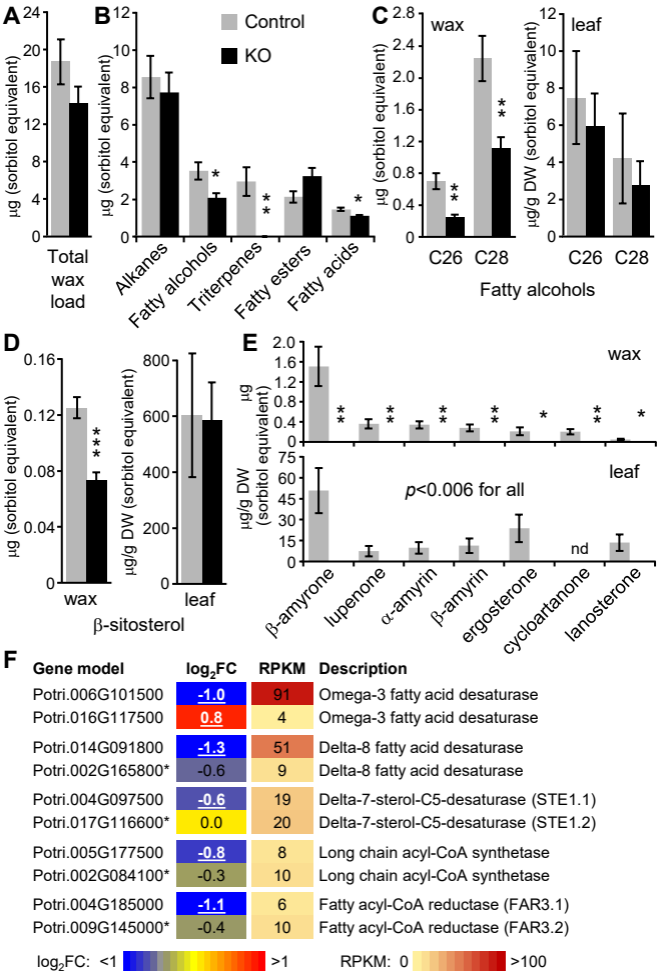 A
µg (sorbitol equivalent)
24
20
16
12
8
4
0
Total
wax
load
B
Control
KO
µg (sorbitol equivalent)
12
10
8
6
4
2
0
*
**
*
Alkanes
Fatty alcohols
Triterpenes
Fatty esters
Fatty acids
C
wax
leaf
µg (sorbitol equivalent)
2.8
2.4
2.0
1.6
1.2
0.8
0.4
0
**
**
C26 C28
µg/g DW (sorbitol equivalent)
12
10
8
6
4
2
0
C26 C28
Fatty alcohols
D
µg (sorbitol equivalent)
0.16
0.12
0.08
0.04
0
***
wax
µg/g DW (sorbitol equivalent)
800
600
400
200
0
leaf
β-sitosterol
E
µg
(sorbitol equivalent)
2.0
1.6
1.2
0.8
0.4
0
wax
** ** ** ** * ** *
µg/g DW
(sorbitol equivalent)
75
60
45
30
15
0
leaf
p<0.006 for all
nd
β-amyrone
lupenone
α-amyrin
β-amyrin
ergosterone
cycloartanone
lanosterone
F
Gene model log2FC RPKM Description
Potri.006G101500 -1.0 91 Omega-3 fatty acid desaturase
Potri.016G117500 0.8 4 Omega-3 fatty acid desaturase
Potri.014G091800 -1.3 51 Delta-8 fatty acid desaturase
Potri.002G165800* -0.6 9 Delta-8 fatty acid desaturase
Potri.004G097500 -0.6 19 Delta-7-sterol-C5-desaturase (STE1.1)
Potri.017G116600* 0.0 20 Delta-7-sterol-C5-desaturase (STE1.2)
Potri.005G177500 -0.8 8 Long chain acyl-CoA synthetase
Potri.002G084100* -0.3 10 Long chain acyl-CoA synthetase
Potri.004G185000 -1.1 6 Fatty acyl-CoA reductase (FAR3.1)
Potri.009G145000* -0.4 10 Fatty acyl-CoA reductase (FAR3.2)
log2FC: <1 >1 RPKM: 0 >100